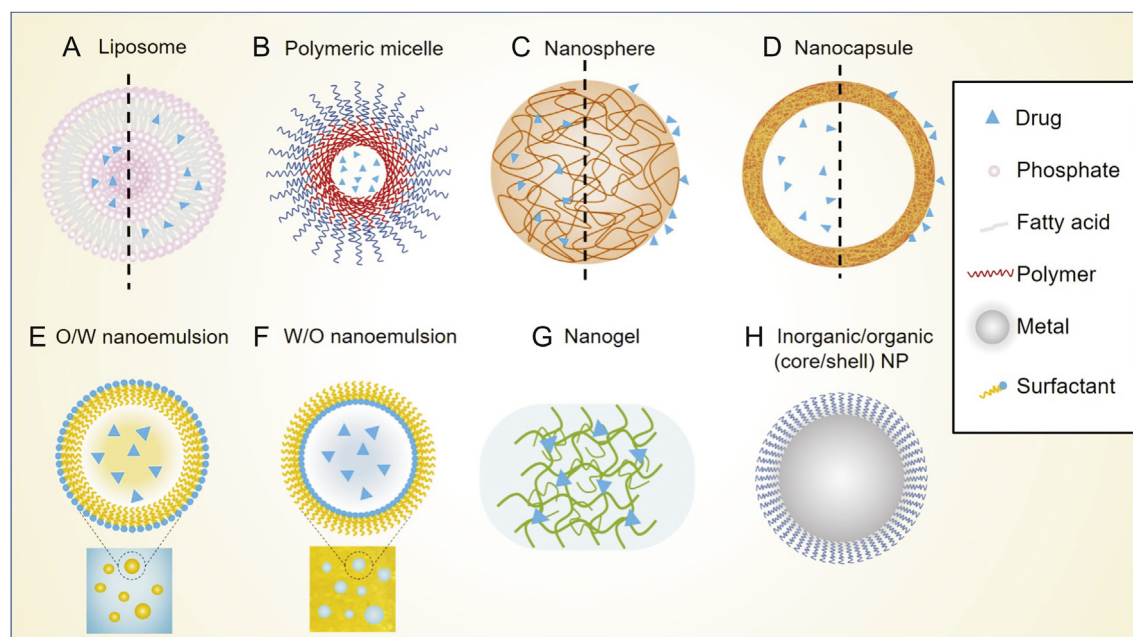 A Liposome
B Polymeric micelle
C Nanosphere
D Nanocapsule
Drug
Phosphate
Fatty acid
Polymer
Metal
Surfactant
E O/W nanoemulsion
F W/O nanoemulsion
G Nanogel
H Inorganic/organic
(core/shell) NP